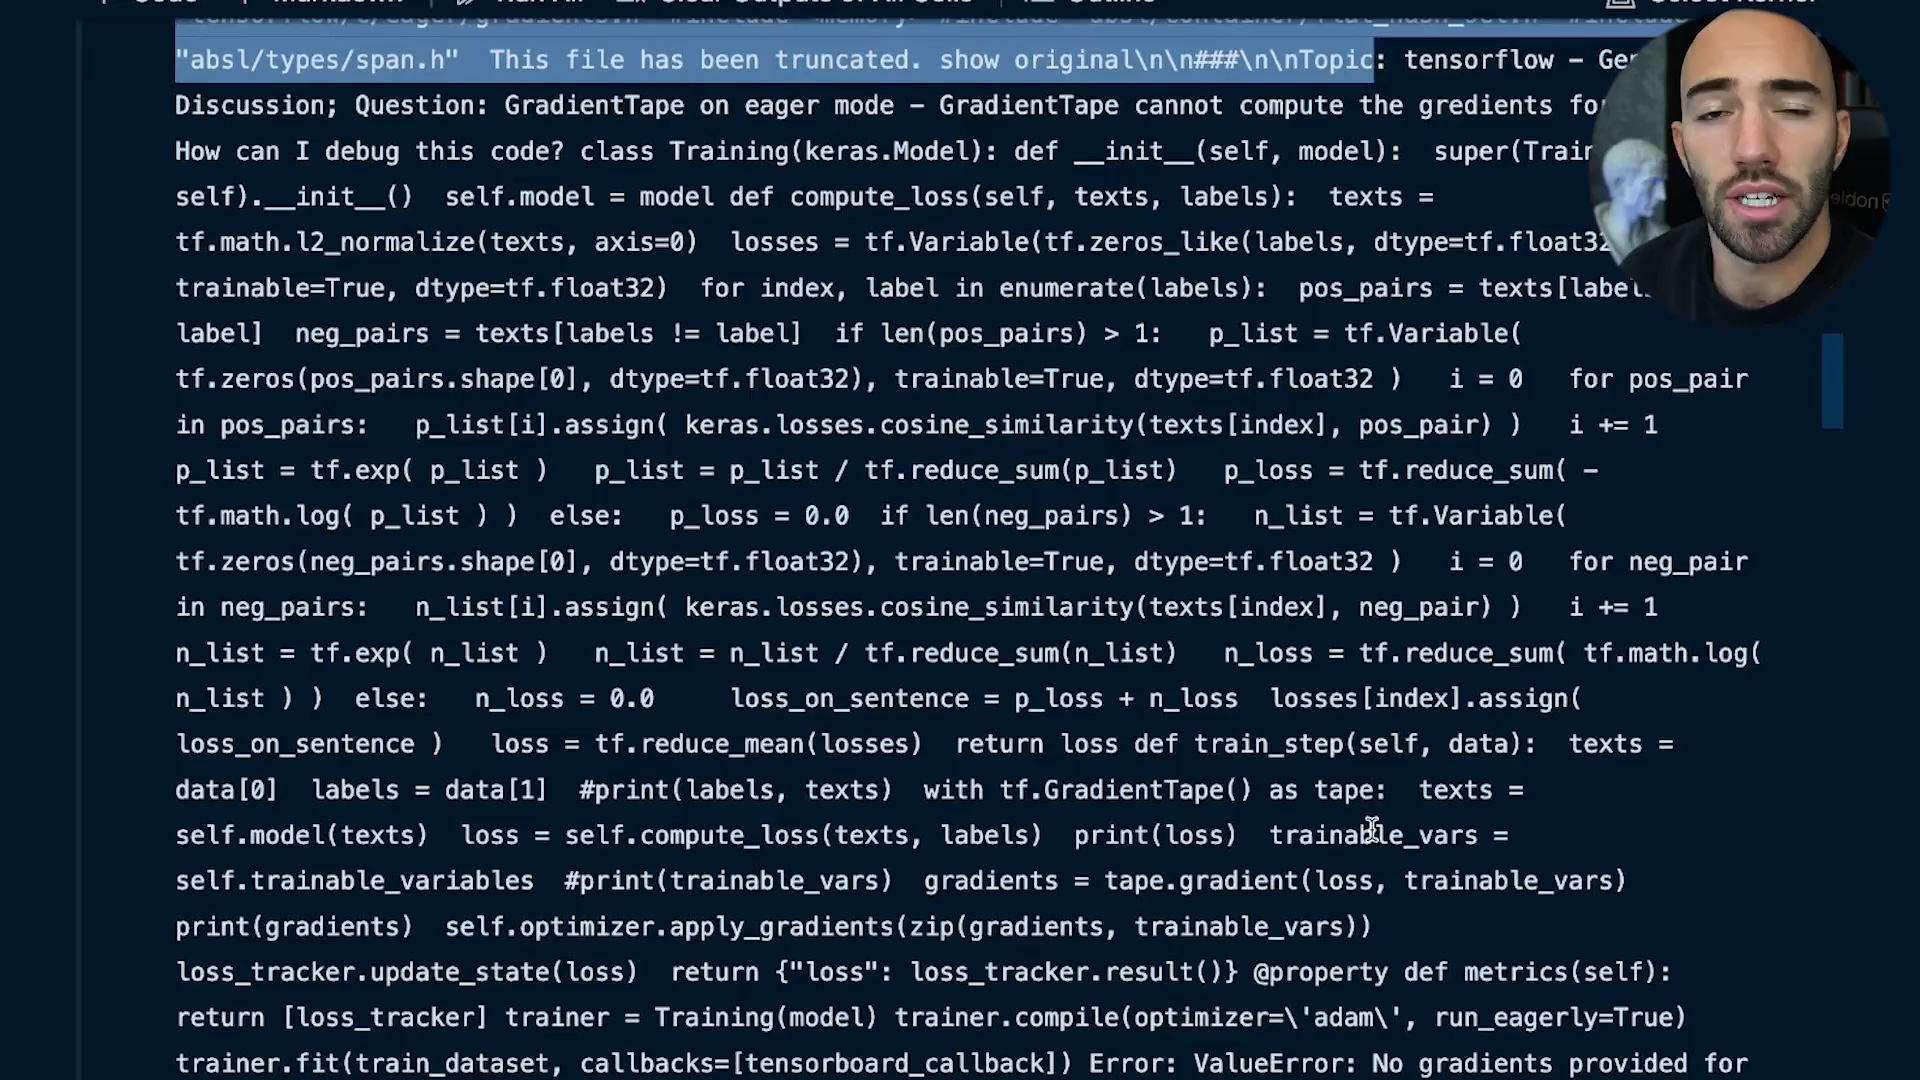 Code
Run All
Clear Outputs of All Cells
Outline
Select Kernel
"absl/types/span.h"  This file has been truncated. show original\n\n###\n\nTopic: tensorflow – Gen
Discussion; Question: GradientTape on eager mode – GradientTape cannot compute the gredients for
How can I debug this code? class Training(keras.Model): def __init__(self, model):  super(Train
self).__init__()  self.model = model def compute_loss(self, texts, labels):  texts =
tf.math.l2_normalize(texts, axis=0)  losses = tf.Variable(tf.zeros_like(labels, dtype=tf.float32
trainable=True, dtype=tf.float32)  for index, label in enumerate(labels):  pos_pairs = texts[label
label]  neg_pairs = texts[labels != label]  if len(pos_pairs) > 1:   p_list = tf.Variable(
tf.zeros(pos_pairs.shape[0], dtype=tf.float32), trainable=True, dtype=tf.float32 )   i = 0   for pos_pair
in pos_pairs:   p_list[i].assign( keras.losses.cosine_similarity(texts[index], pos_pair) )   i += 1
p_list = tf.exp( p_list )   p_list = p_list / tf.reduce_sum(p_list)   p_loss = tf.reduce_sum( –
tf.math.log( p_list ) )  else:   p_loss = 0.0  if len(neg_pairs) > 1:   n_list = tf.Variable(
tf.zeros(neg_pairs.shape[0], dtype=tf.float32), trainable=True, dtype=tf.float32 )   i = 0   for neg_pair
in neg_pairs:   n_list[i].assign( keras.losses.cosine_similarity(texts[index], neg_pair) )   i += 1
n_list = tf.exp( n_list )   n_list = n_list / tf.reduce_sum(n_list)   n_loss = tf.reduce_sum( tf.math.log(
n_list ) )  else:   n_loss = 0.0     loss_on_sentence = p_loss + n_loss  losses[index].assign(
loss_on_sentence )   loss = tf.reduce_mean(losses)  return loss def train_step(self, data):  texts =
data[0]  labels = data[1]  #print(labels, texts)  with tf.GradientTape() as tape:  texts =
self.model(texts)  loss = self.compute_loss(texts, labels)  print(loss)  trainable_vars =
self.trainable_variables  #print(trainable_vars)  gradients = tape.gradient(loss, trainable_vars)
print(gradients)  self.optimizer.apply_gradients(zip(gradients, trainable_vars))
loss_tracker.update_state(loss)  return {"loss": loss_tracker.result()} @property def metrics(self):
return [loss_tracker] trainer = Training(model) trainer.compile(optimizer=\'adam\', run_eagerly=True)
trainer.fit(train_dataset, callbacks=[tensorboard_callback]) Error: ValueError: No gradients provided for